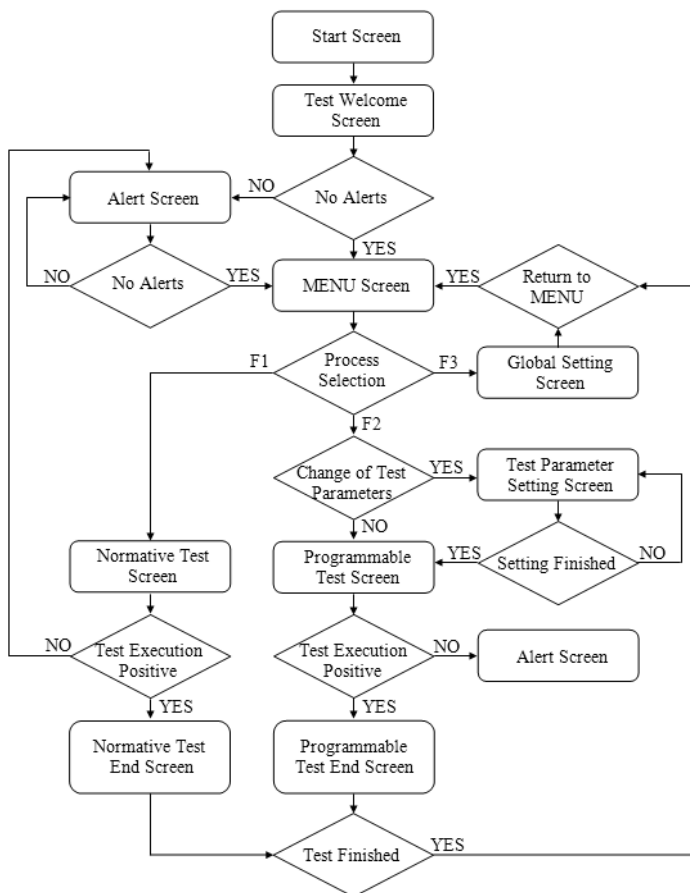 Start Screen
Test Welcome
Screen
NO
Alert Screen
No Alerts
YES
NO
No Alerts
YES
MENU Screen
YES
Return to
MENU
F1
Process
Selection
F3
Global Setting
Screen
F2
Change of Test
Parameters
YES
Test Parameter
Setting Screen
NO
Normative Test
Screen
Programmable
Test Screen
YES
Setting Finished
NO
NO
Test Execution
Positive
Test Execution
Positive
NO
Alert Screen
YES
YES
Normative Test
End Screen
Programmable
Test End Screen
Test Finished
YES